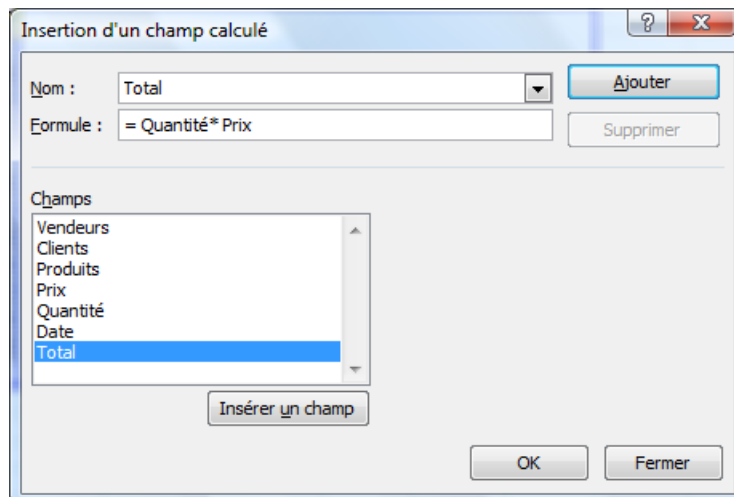 Insertion d'un champ calculé
Nom : Total Ajouter
Formule : = Quantité* Prix Supprimer
Champs
Vendeurs
Clients
Produits
Prix
Quantité
Date
Total
Insérer un champ
OK Fermer